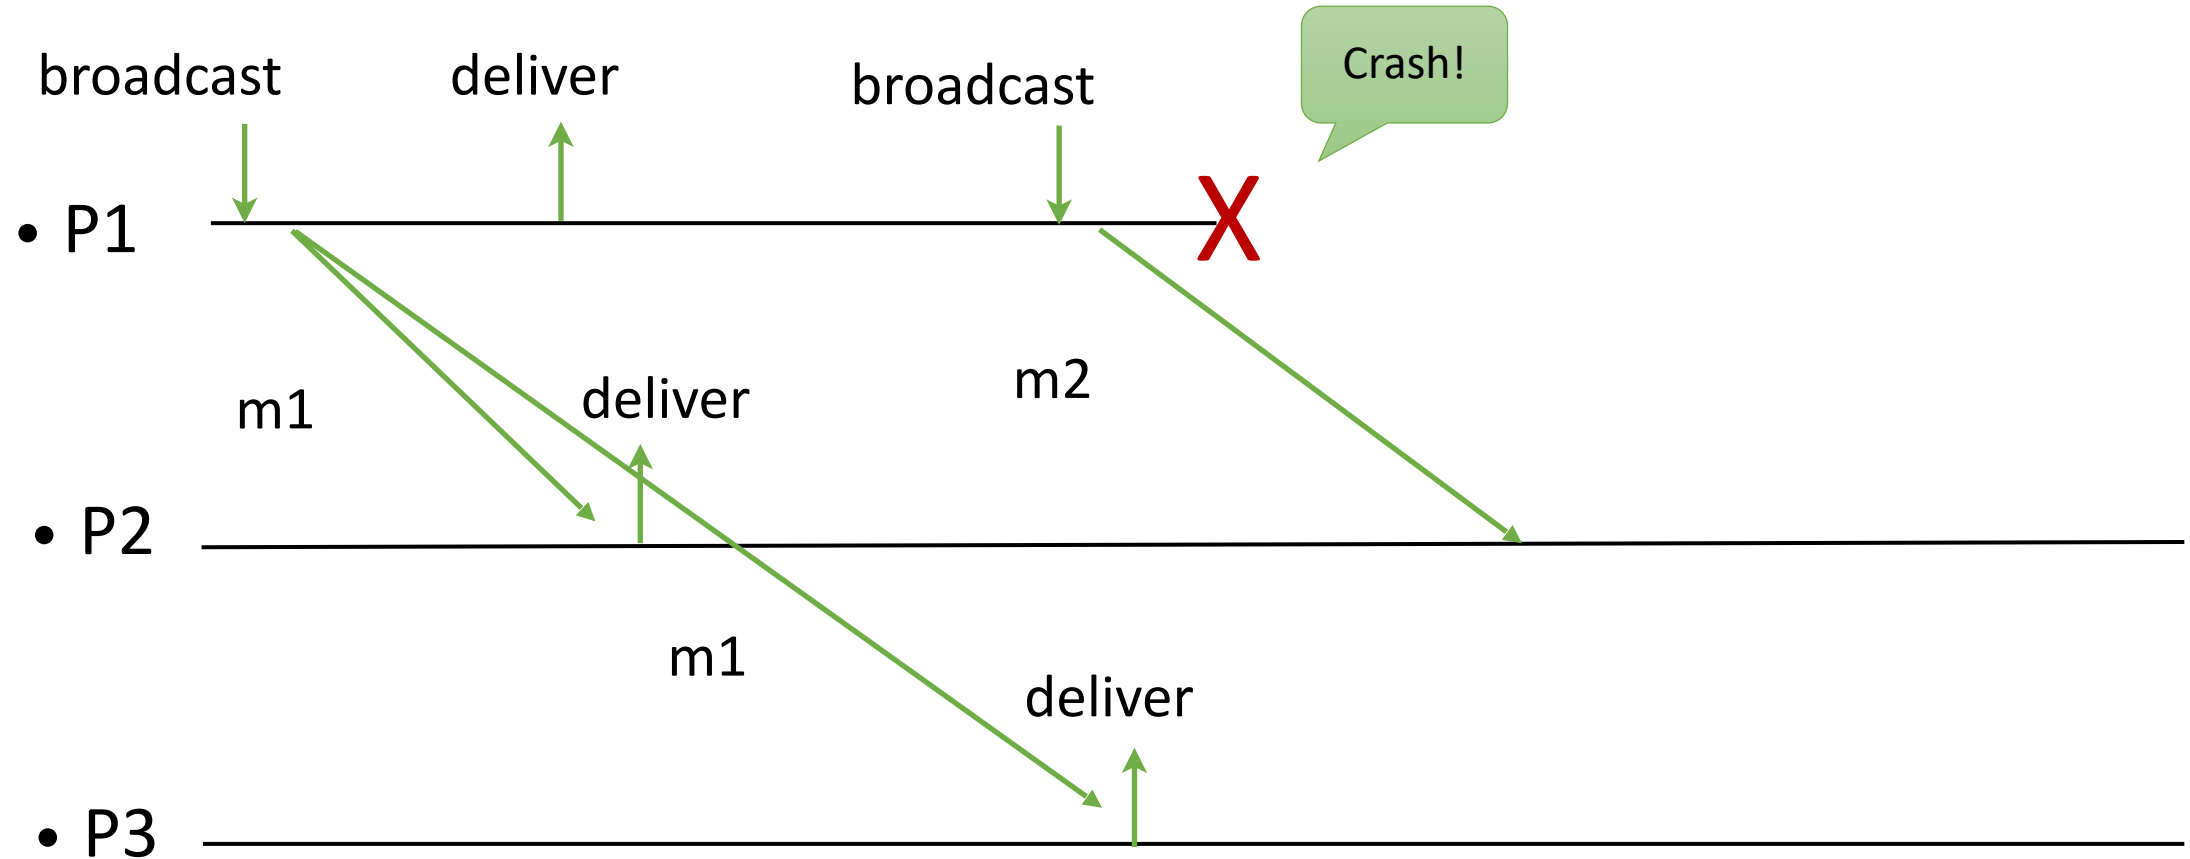 broadcast
deliver
broadcast
Crash!
• P1
X
m1
deliver
m2
• P2
m1
deliver
• P3